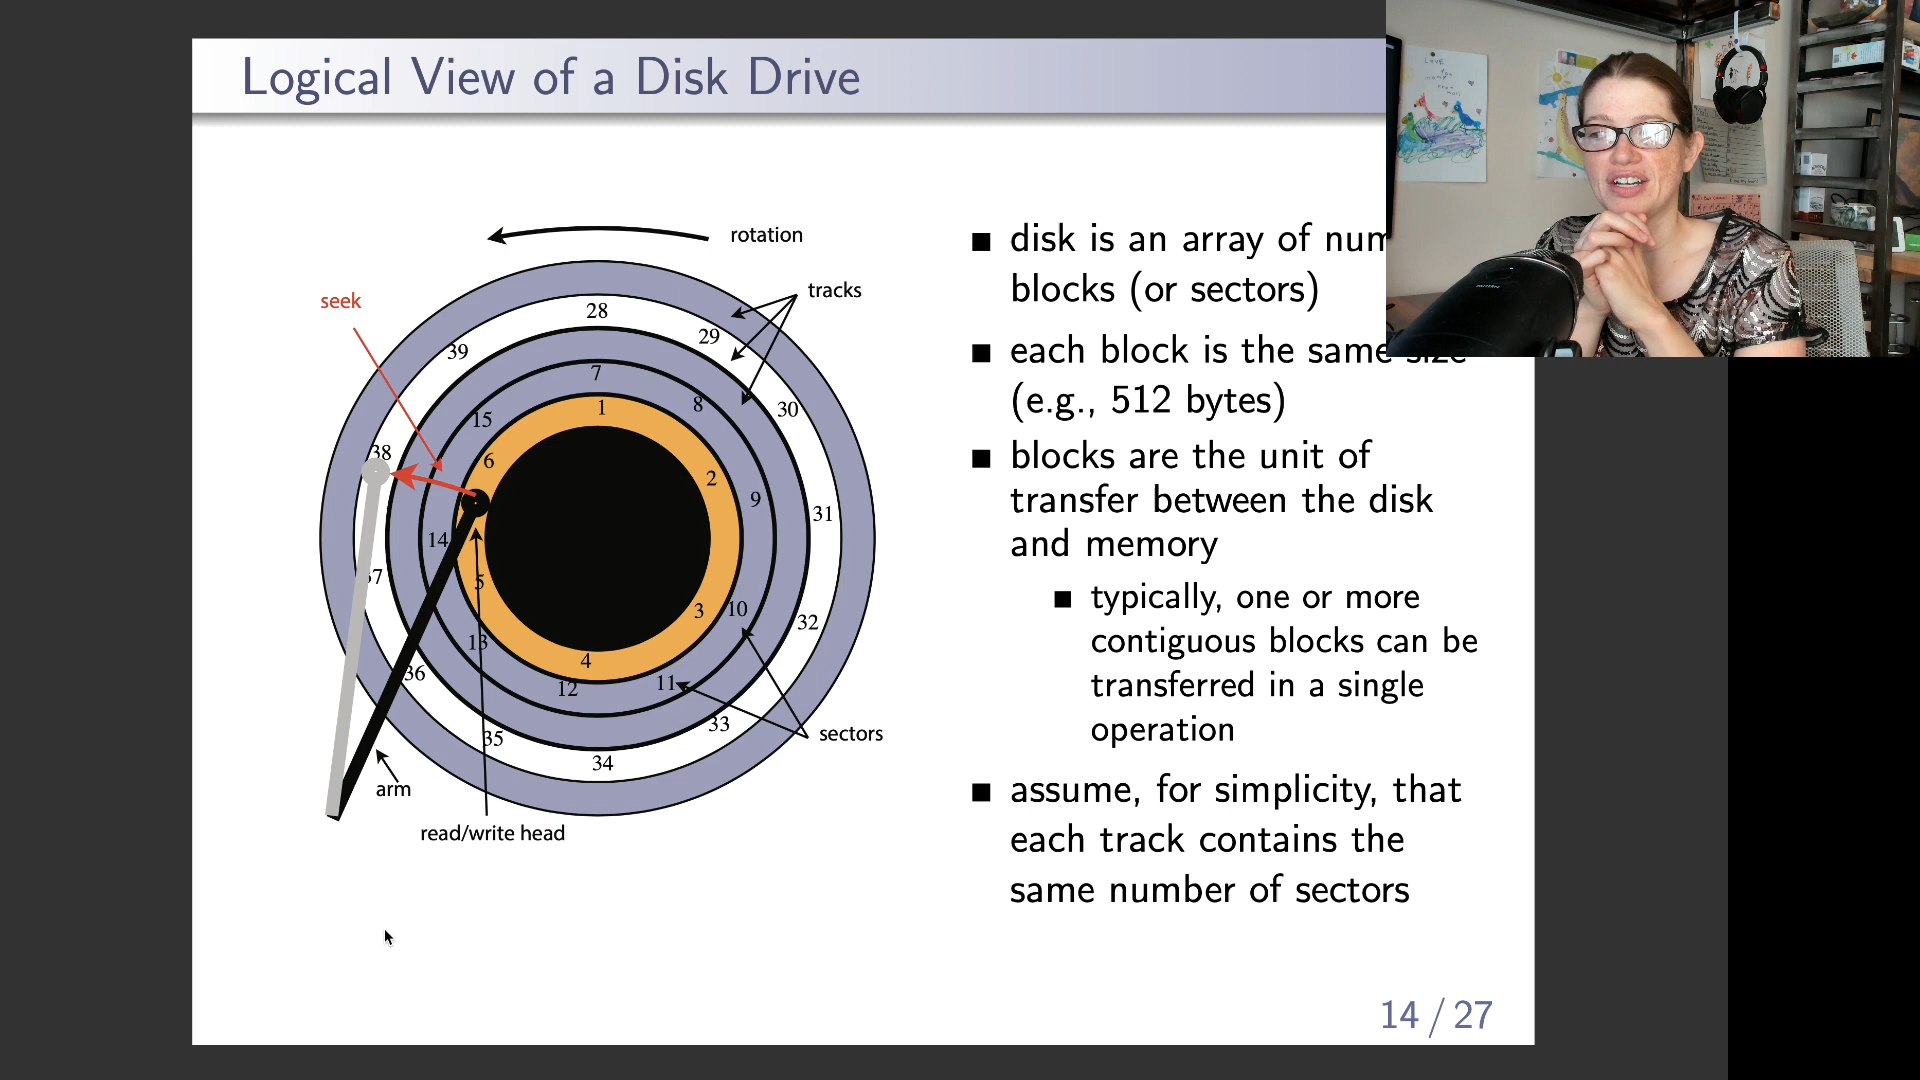 Logical View of a Disk Drive
rotation
tracks
seek
28
29
39
7
1
8
30
15
38
6
2
9
31
14
5
3
10
32
13
4
36
12
11
33
35
34
sectors
arm
read/write head
■ disk is an array of
blocks (or sectors)
■ each block is the same size
(e.g., 512 bytes)
■ blocks are the unit of
transfer between the disk
and memory
■ typically, one or more
contiguous blocks can be
transferred in a single
operation
■ assume, for simplicity, that
each track contains the
same number of sectors
14 / 27